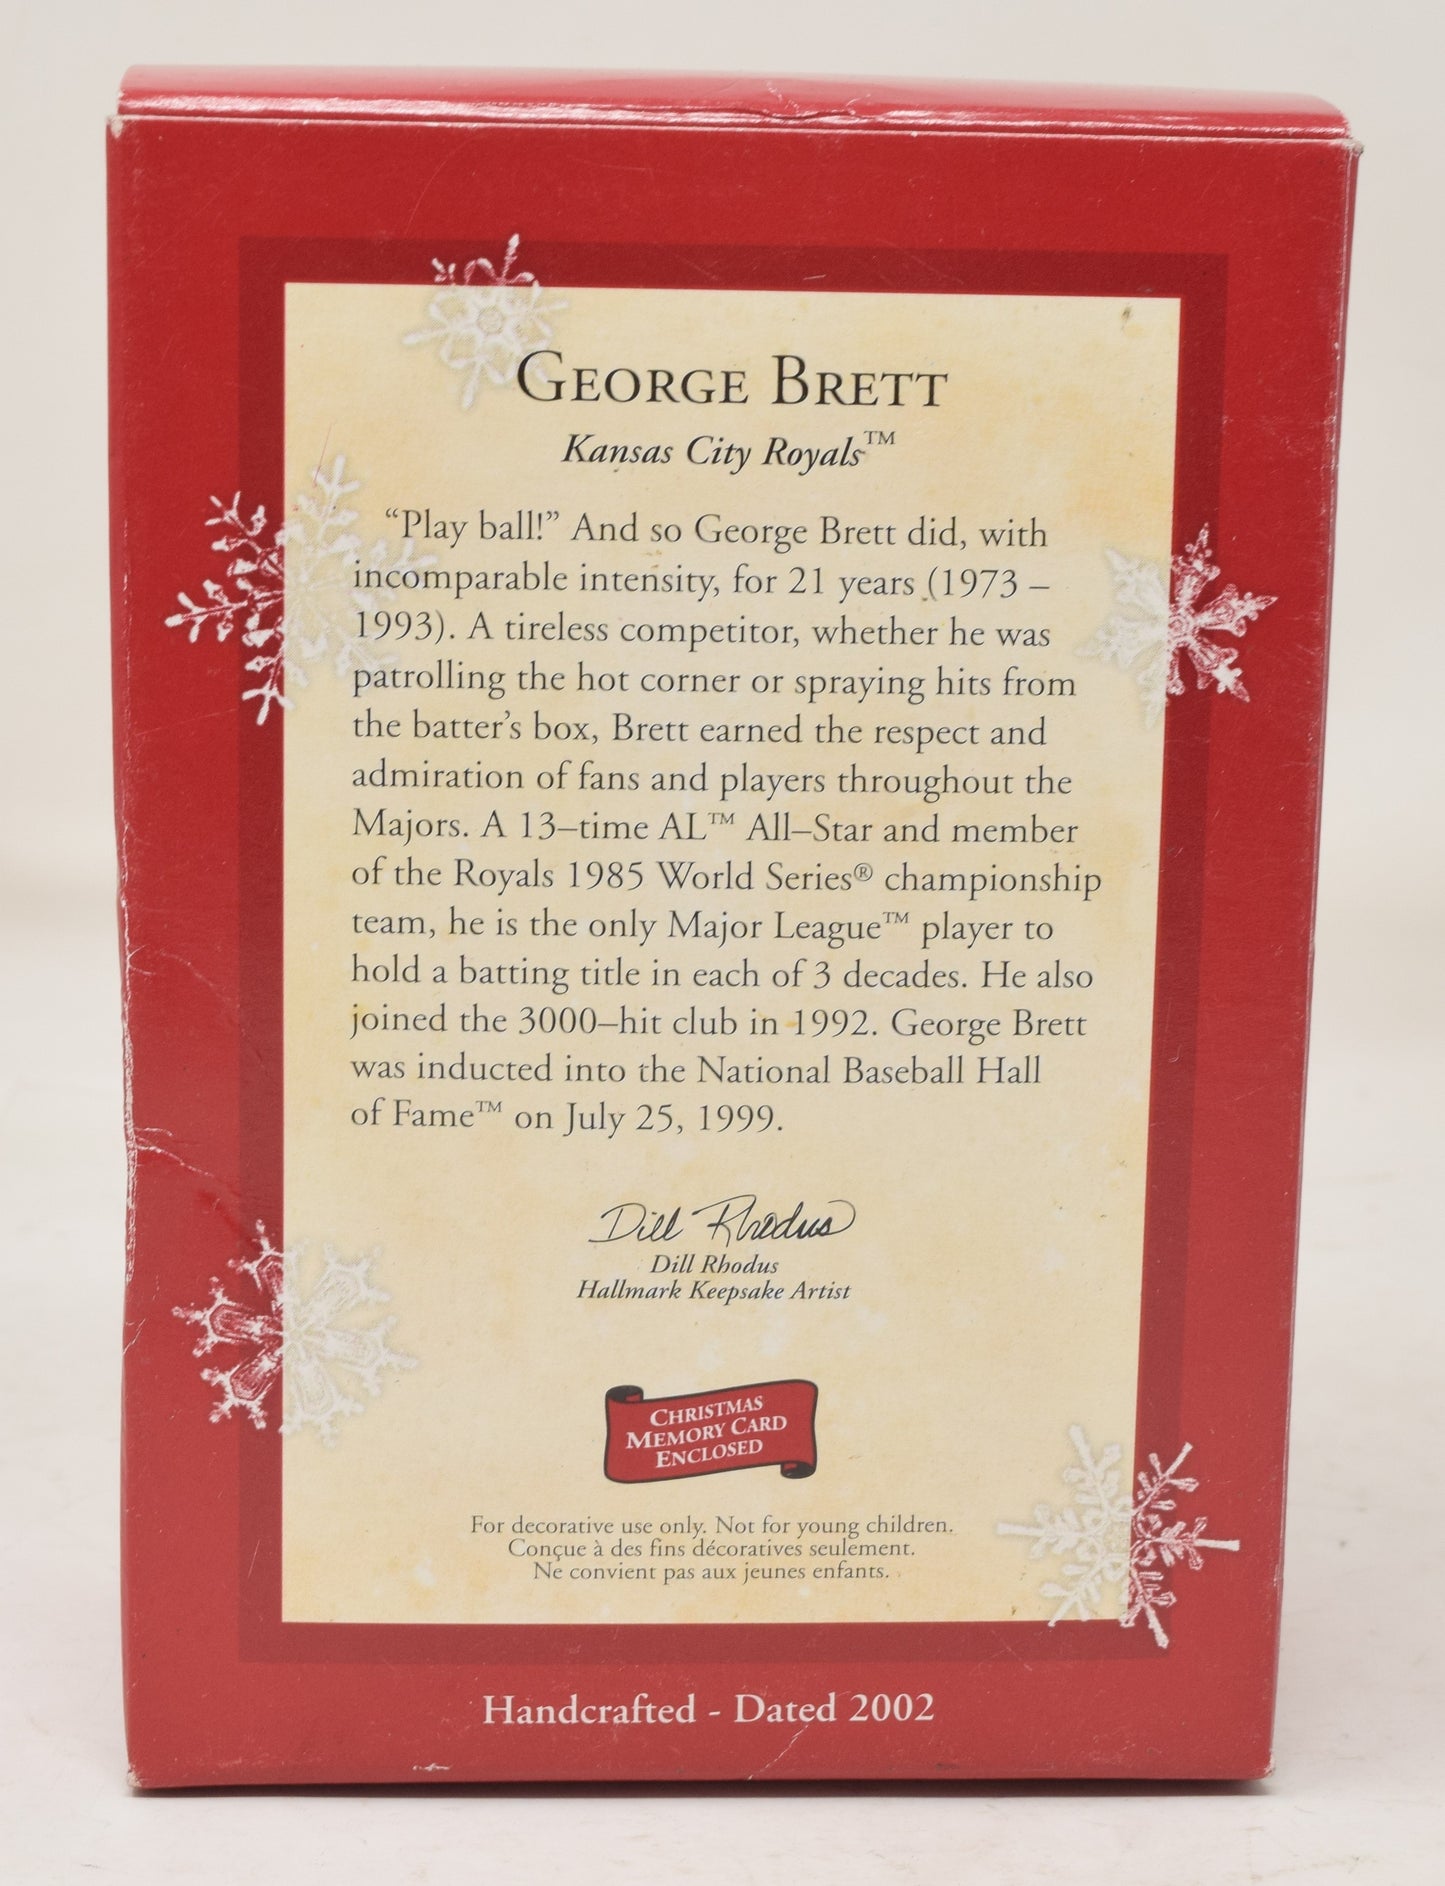 George Brett
Kansas City Royals™
“Play ball!” And so George Brett did, with
incomparable intensity, for 21 years (1973 –
1993). A tireless competitor, whether he was
patrolling the hot corner or spraying hits from
the batter’s box, Brett earned the respect and
admiration of fans and players throughout the
Majors. A 13–time AL™ All–Star and member
of the Royals 1985 World Series® championship
team, he is the only Major League™ player to
hold a batting title in each of 3 decades. He also
joined the 3000–hit club in 1992. George Brett
was inducted into the National Baseball Hall
of Fame™ on July 25, 1999.
Dill Rhodus
Dill Rhodus
Hallmark Keepsake Artist
Christmas
Memory Card
Enclosed
For decorative use only. Not for young children.
Conçue à des fins décoratives seulement.
Ne convient pas aux jeunes enfants.
Handcrafted - Dated 2002